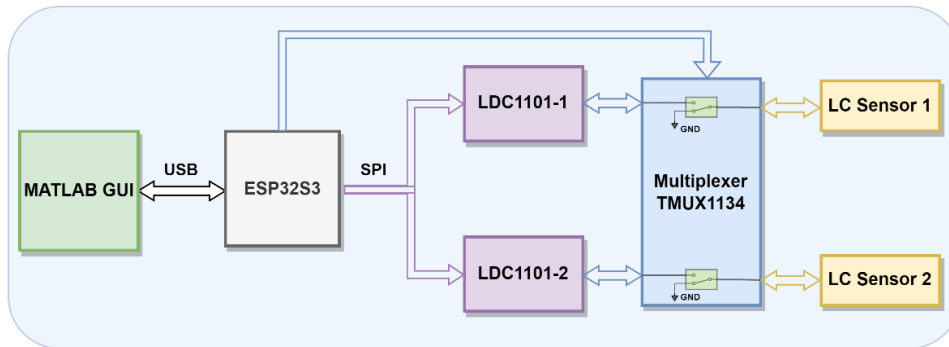 LDC1101-1
GND
LC Sensor 1
MATLAB GUI
USB
ESP32S3
SPI
Multiplexer
TMUX1134
LDC1101-2
GND
LC Sensor 2